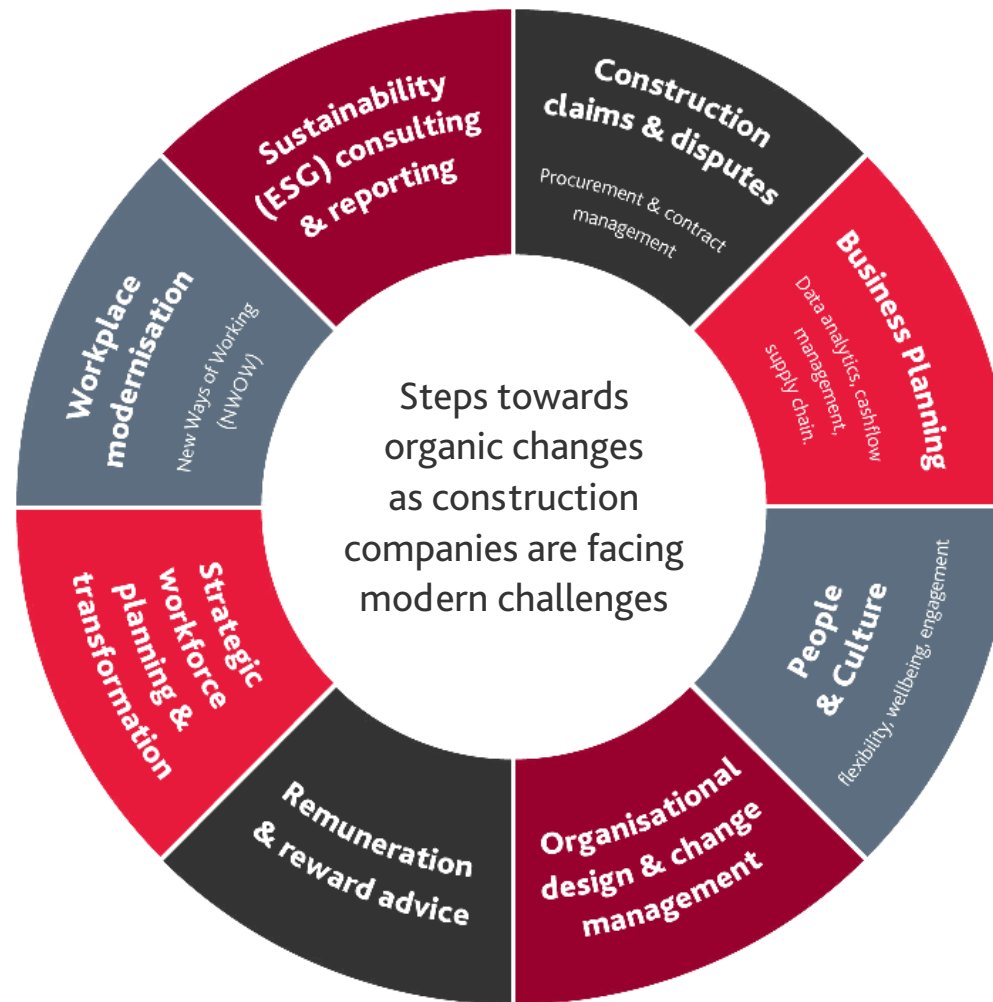 Construction
claims & disputes
Procurement & contract
management
Business Planning
Data analytics, cashflow
management,
supply chain.
People
& Culture
flexibility, wellbeing, engagement
Organisational
design & change
management
Remuneration
& reward advice
Strategic
workforce
planning &
transformation
Workplace
modernisation
New Ways of Working
(NWOW)
Sustainability
(ESG) consulting
& reporting
Steps towards
organic changes
as construction
companies are facing
modern challenges